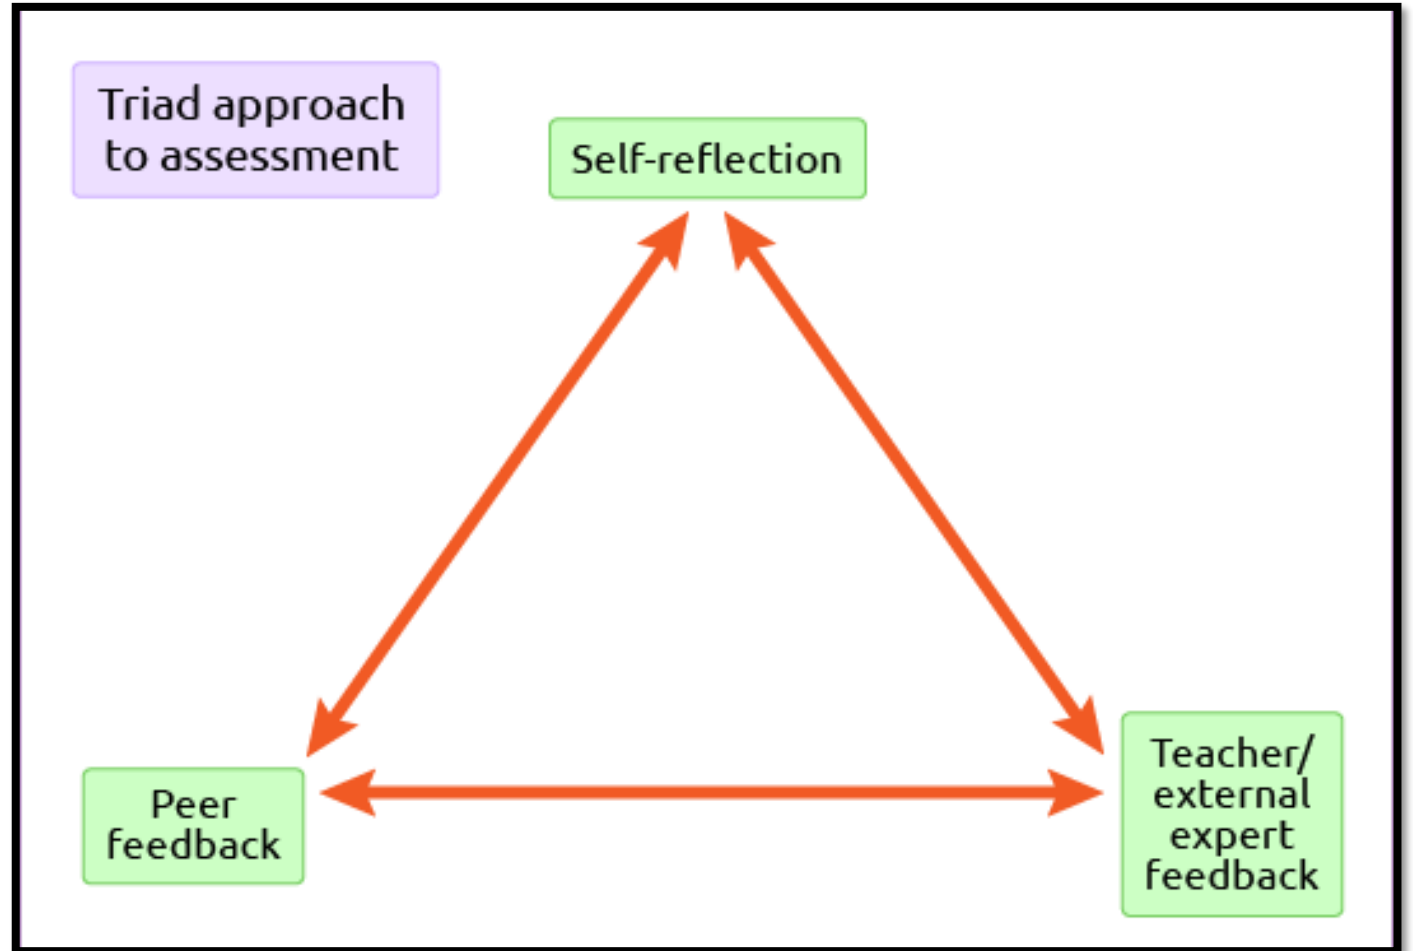 Triad approach
to assessment
Self-reflection
Peer
feedback
Teacher/
external
expert
feedback